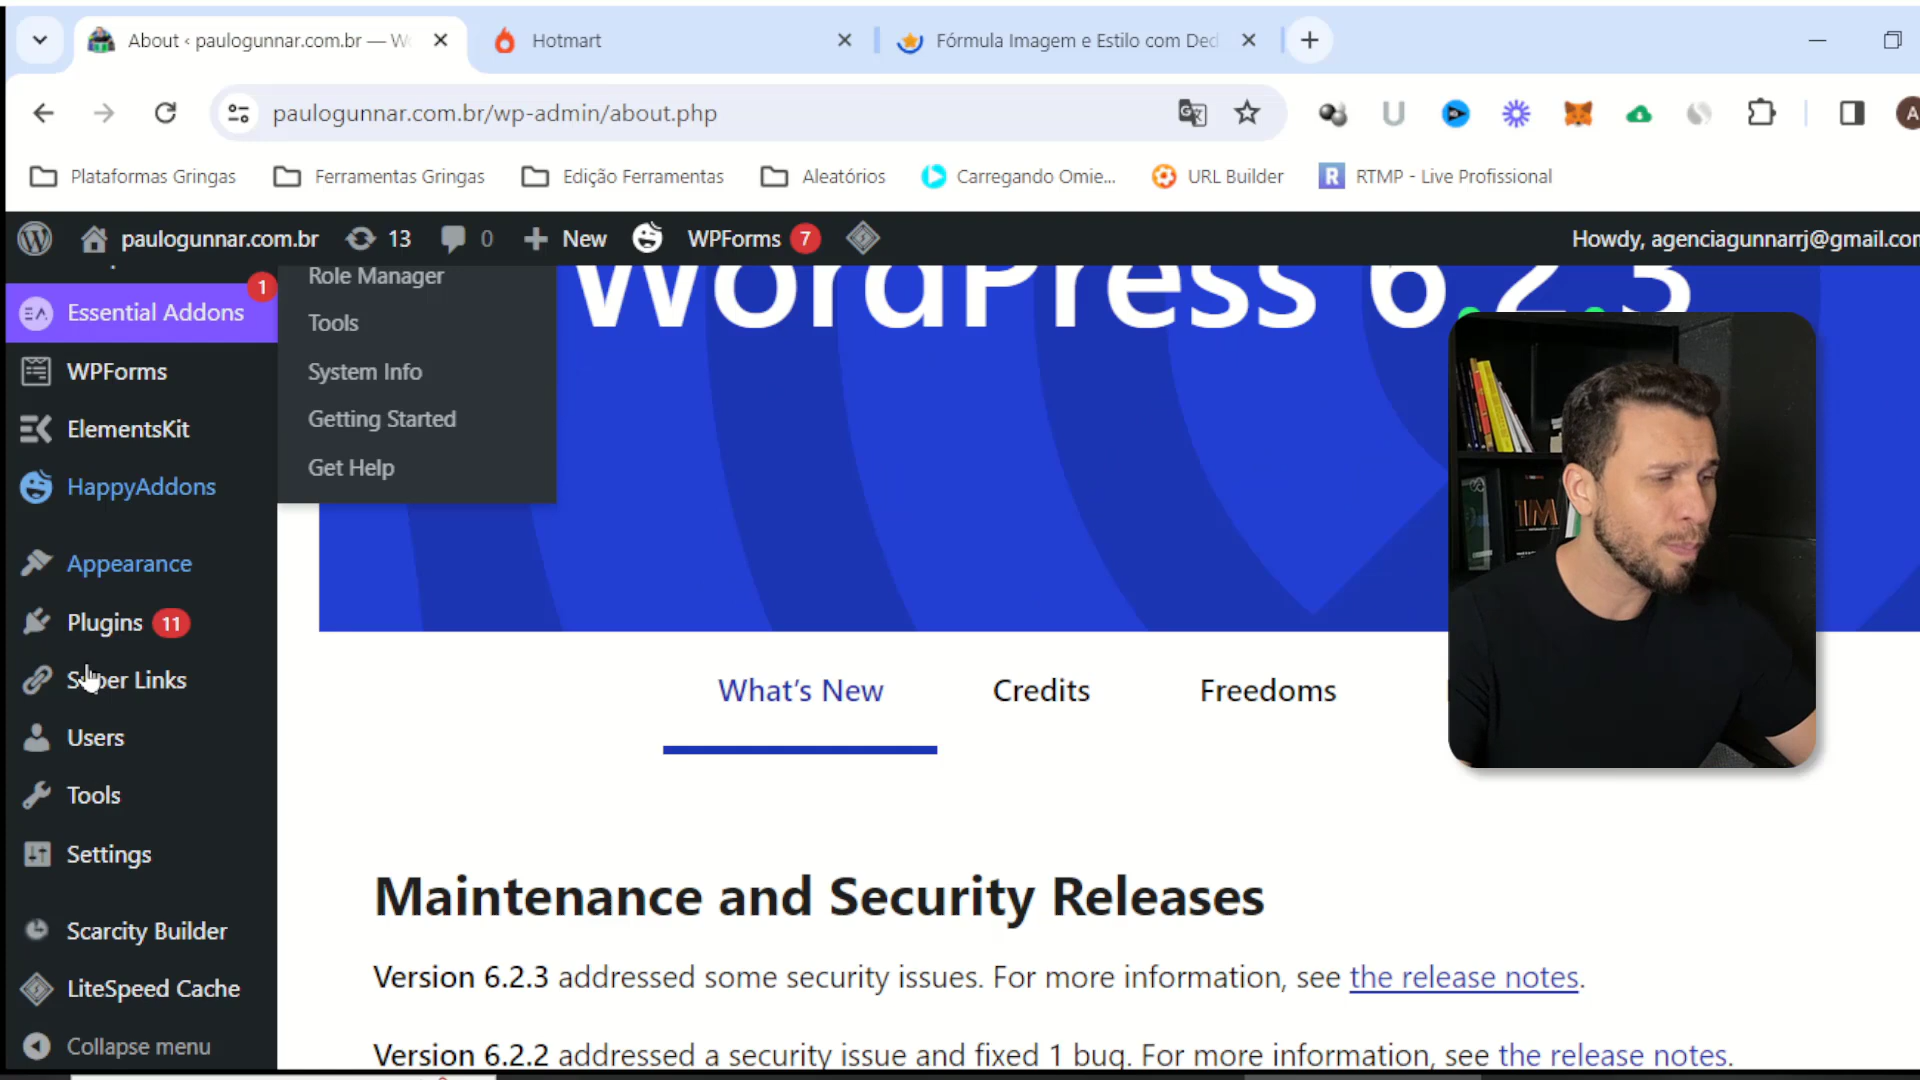 About ‹ paulogunnar.com.br — W
Hotmart
Fórmula Imagem e Estilo com Ded
paulogunnar.com.br/wp-admin/about.php
A
Plataformas Gringas
Ferramentas Gringas
Edição Ferramentas
Aleatórios
Carregando Omie...
URL Builder
R
RTMP - Live Profissional
paulogunnar.com.br
13
0
New
WPForms 7
Howdy, agenciagunnarrj@gmail.com
Essential Addons
1
WPForms
ElementsKit
HappyAddons
Appearance
Plugins 11
Super Links
Users
Tools
Settings
Scarcity Builder
LiteSpeed Cache
Collapse menu
Role Manager
Tools
System Info
Getting Started
Get Help
WordPress 6.2.3
1M
What's New
Credits
Freedoms
Maintenance and Security Releases
Version 6.2.3 addressed some security issues. For more information, see the release notes.
Version 6.2.2 addressed a security issue and fixed 1 bug. For more information, see the release notes.